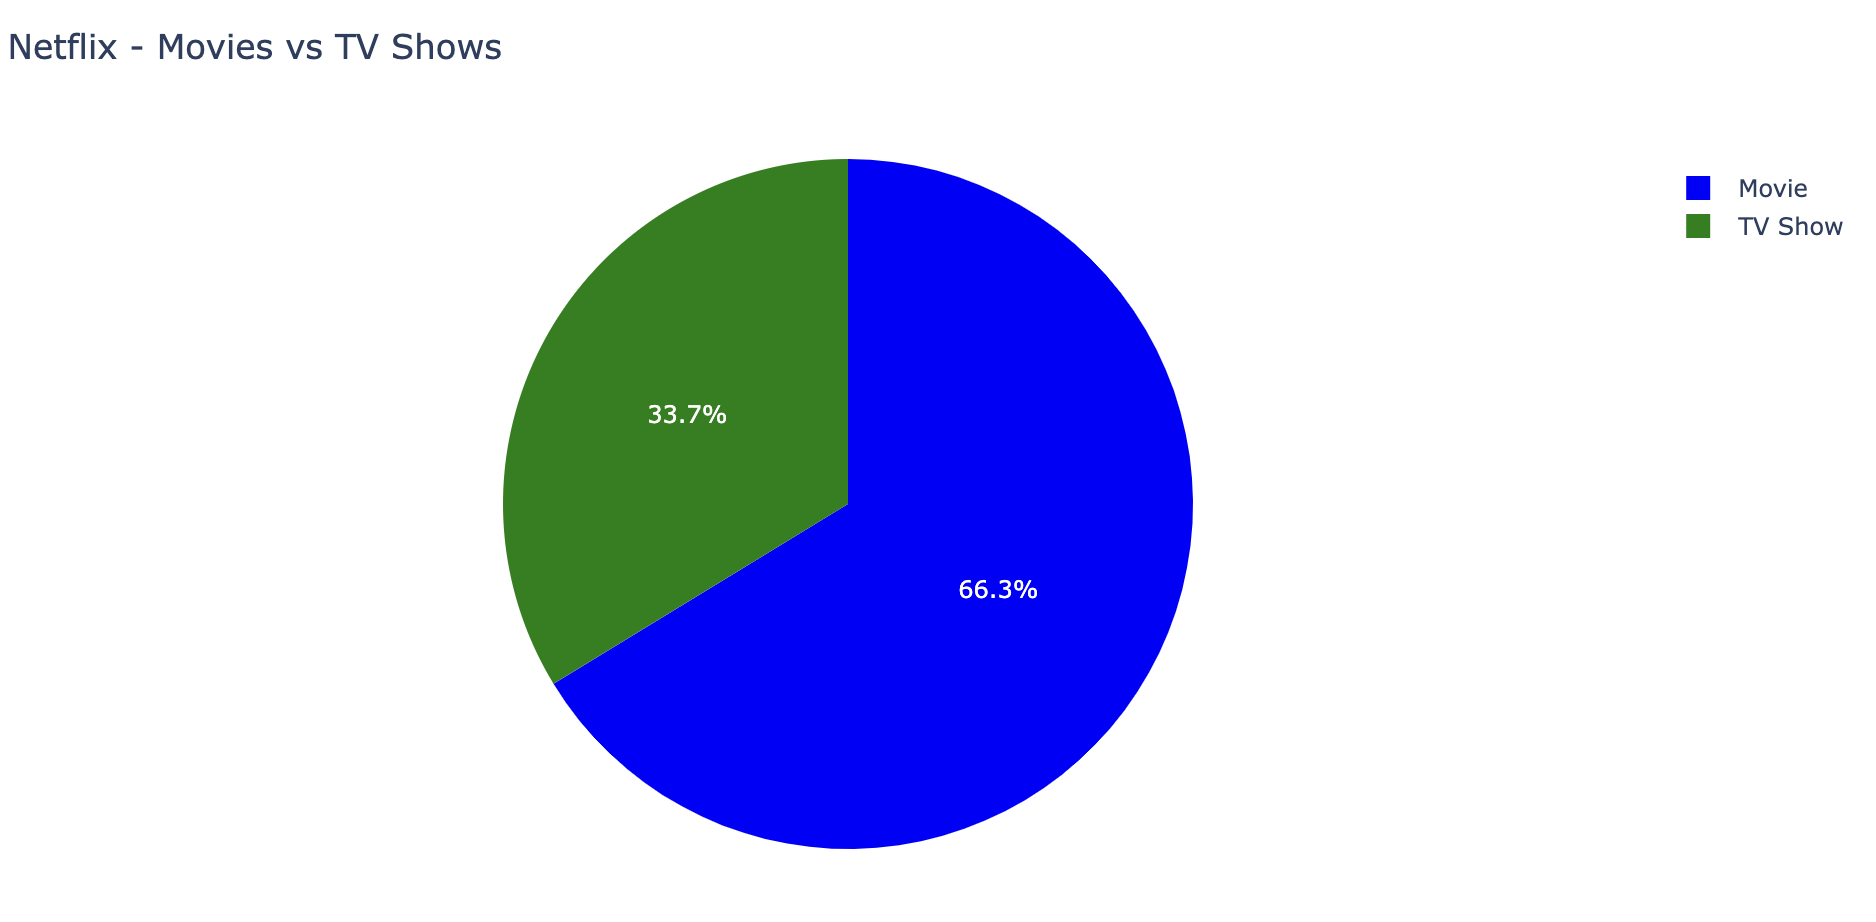 Netflix - Movies vs TV Shows
Movie
TV Show
33.7%
66.3%